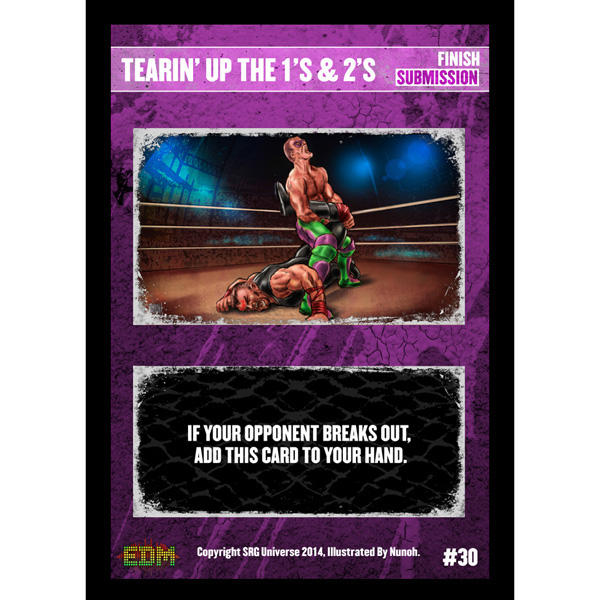 TEARIN' UP THE 1'S & 2'S
FINISH
SUBMISSION
IF YOUR OPPONENT BREAKS OUT,
ADD THIS CARD TO YOUR HAND.
EDM
Copyright SRG Universe 2014, Illustrated By Nunoh.
#30